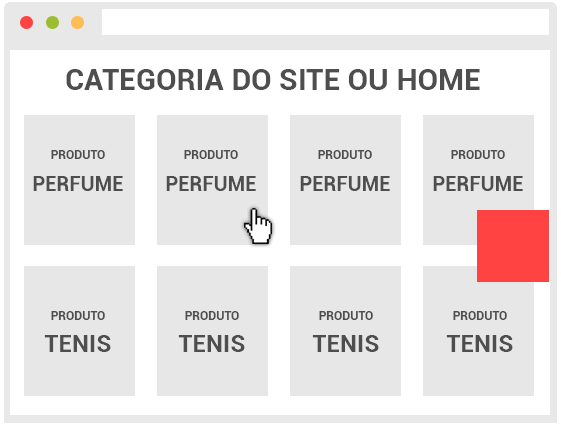 CATEGORIA DO SITE OU HOME
PRODUTO PRODUTO PRODUTO PRODUTO
PERFUME PERFUME PERFUME PERFUME
PRODUTO PRODUTO PRODUTO PRODUTO
TENIS TENIS TENIS TENIS